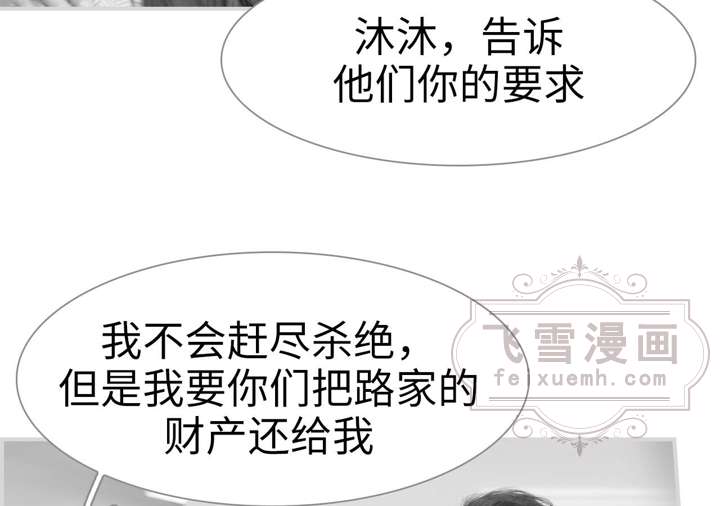 沐沐，告诉
他们你的要求
我不会赶尽杀绝，
但是我要你们把路家的
财产还给我
飞雪漫画
feixuemh.com